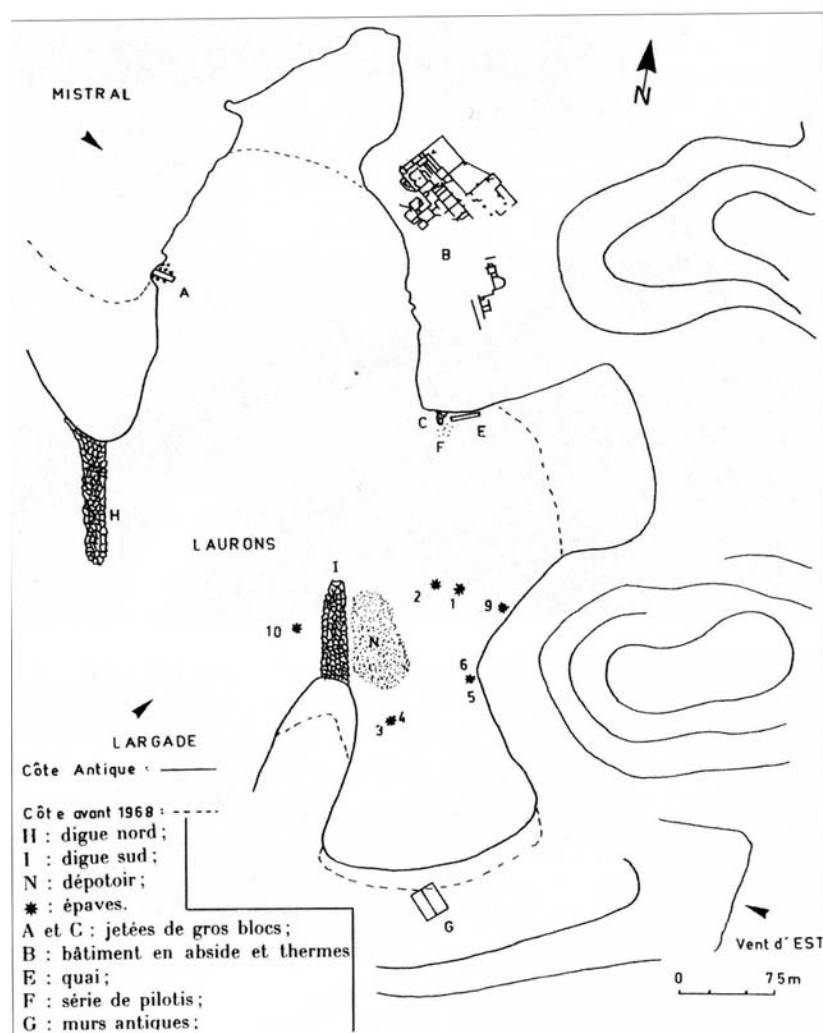 N
MISTRAL
B
A
C
E
F
H
LAURONS
I
2
1
9
10
N
6
5
3
4
LARGADE
Côte Antique : ———
Côte avant 1968 : -----
H : digue nord ;
I : digue sud ;
N : dépotoir ;
✷ : épaves.
A et C : jetées de gros blocs ;
B : bâtiment en abside et thermes
E : quai ;
F : série de pilotis ;
G : murs antiques ;
G
Vent d'EST
0 75m